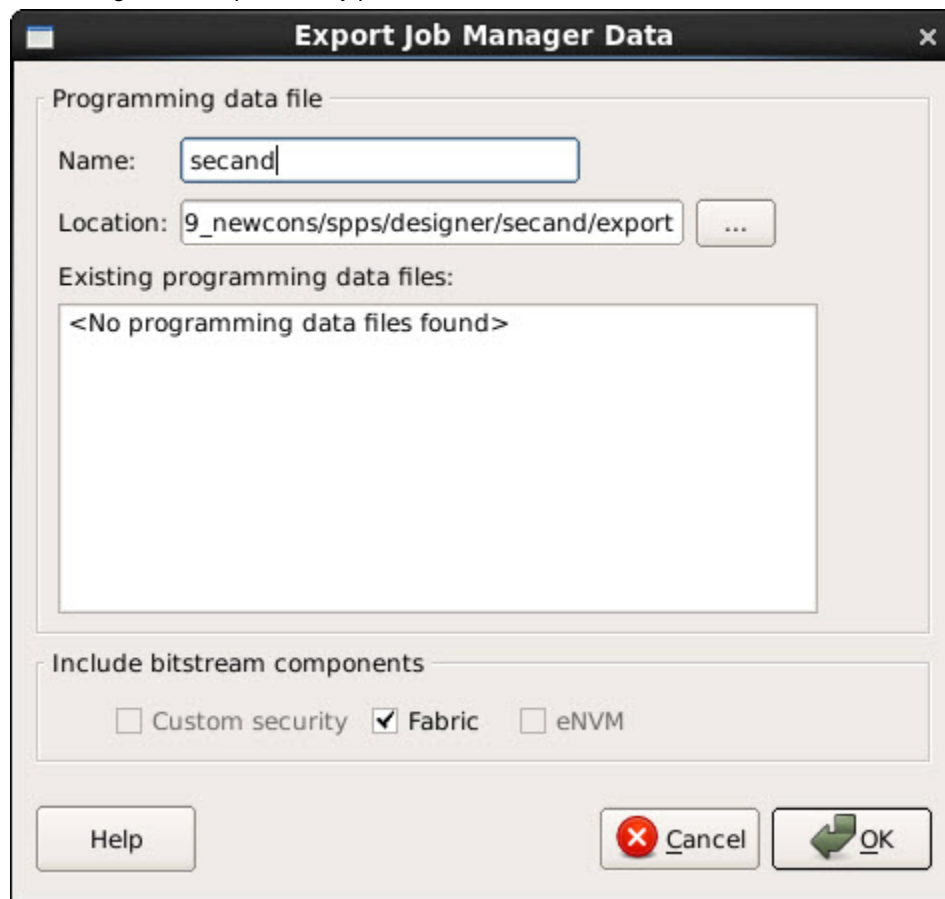 Export Job Manager Data
Programming data file
Name: secand
Location: 9_newcons/spps/designer/secand/export ...
Existing programming data files:
<No programming data files found>
Include bitstream components
Custom security Fabric eNVM
Help Cancel OK